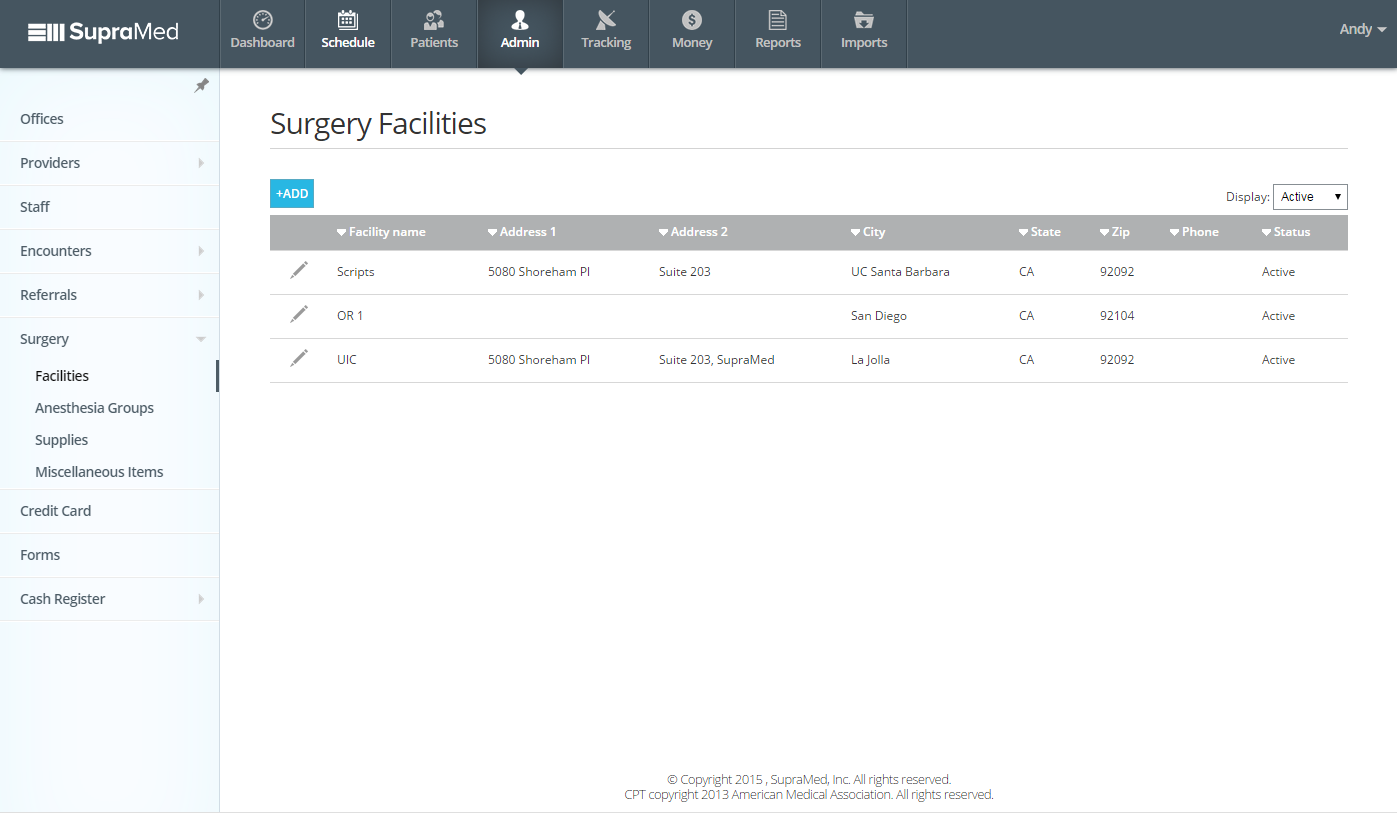 SupraMed
Dashboard
Schedule
Patients
Admin
Tracking
Money
Reports
Imports
Andy
Offices
Providers
Staff
Encounters
Referrals
Surgery
Facilities
Anesthesia Groups
Supplies
Miscellaneous Items
Credit Card
Forms
Cash Register
Surgery Facilities
+ADD
Display: Active
Facility name Address 1 Address 2 City State Zip Phone Status
Scripts 5080 Shoreham Pl Suite 203 UC Santa Barbara CA 92092 Active
OR 1 San Diego CA 92104 Active
UIC 5080 Shoreham Pl Suite 203, SupraMed La Jolla CA 92092 Active
© Copyright 2015 , SupraMed, Inc. All rights reserved.
CPT copyright 2013 American Medical Association. All rights reserved.